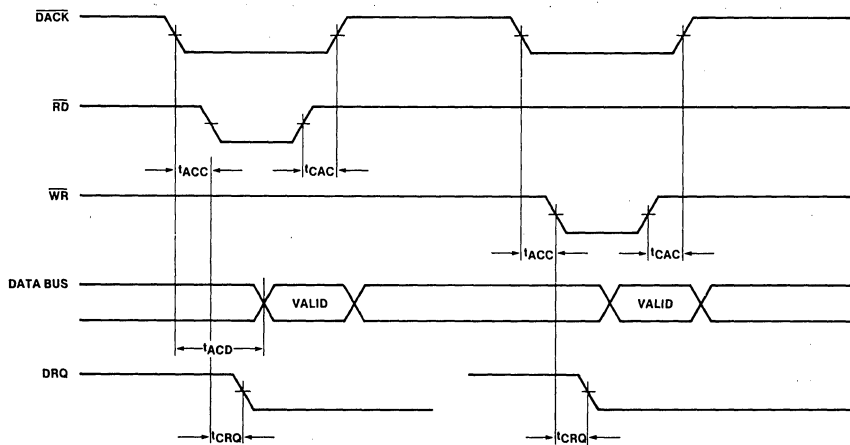 DACK
RD
tACC
tCAC
WR
tACC
tCAC
DATA BUS
VALID
VALID
tACD
DRQ
tCRQ
tCRQ